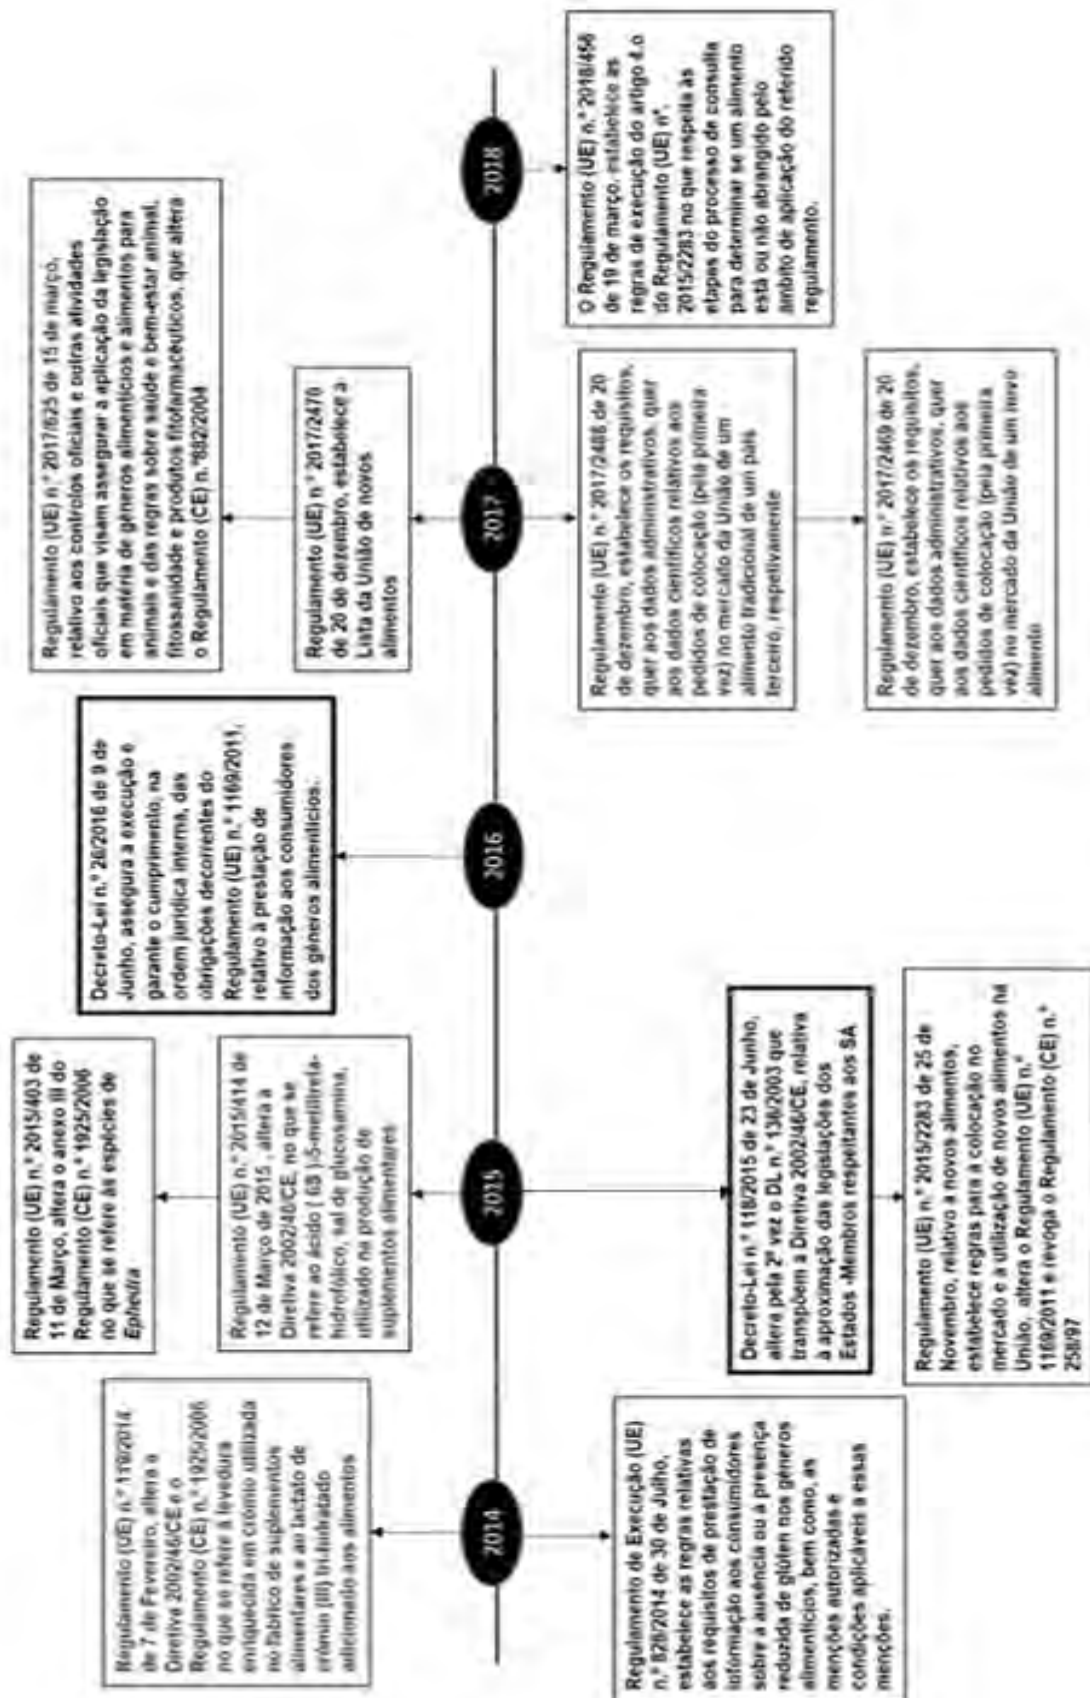 Regulamento (UE) n.º 119/2014
de 7 de Fevereiro, altera a
Diretiva 2002/46/CE e o
Regulamento (CE) n.º 1925/2006
no que se refere à levedura
enriquecida em crómio utilizada
no fabrico de suplementos
alimentares e ao lactato de
crómio (III) tri-hidratado
adicionado aos alimentos
2014
Regulamento de Execução (UE)
n.º 828/2014 de 30 de Julho,
estabelece as regras relativas
aos requisitos de prestação de
informação aos consumidores
sobre a ausência ou a presença
reduzida de glúten nos géneros
alimentícios, bem como, as
menções autorizadas e
condições aplicáveis a essas
menções.
Regulamento (UE) n.º 2015/403 de
11 de Março, altera o anexo III do
Regulamento (CE) n.º 1925/2006
no que se refere às espécies de
Ephedra
Regulamento (UE) n.º 2015/414 de
12 de Março de 2015 , altera a
Diretiva 2002/46/CE, no que se
refere ao ácido ( 6S )-5-metiltetra-
hidrofólico, sal de glucosamina,
utilizado na produção de
suplementos alimentares
2015
Decreto-Lei n.º 118/2015 de 23 de Junho,
altera pela 2ª vez o DL n.º 136/2003 que
transpõem a Diretiva 2002/46/CE, relativa
à aproximação das legislações dos
Estados -Membros respeitantes aos SA
Regulamento (UE) n.º 2015/2283 de 25 de
Novembro, relativo a novos alimentos,
estabelece regras para a colocação no
mercado e a utilização de novos alimentos na
União, altera o Regulamento (UE) n.º
1169/2011 e revoga o Regulamento (CE) n.º
258/97
Decreto-Lei n.º 26/2016 de 9 de
Junho, assegura a execução e
garante o cumprimento, na
ordem jurídica interna, das
obrigações decorrentes do
Regulamento (UE) n.º 1169/2011,
relativo à prestação de
informação aos consumidores
dos géneros alimentícios.
2016
Regulamento (UE) n.º 2017/625 de 15 de março,
relativo aos controlos oficiais e outras atividades
oficiais que visam assegurar a aplicação da legislação
em matéria de géneros alimentícios e alimentos para
animais e das regras sobre saúde e bem-estar animal,
fitossanidade e produtos fitofarmacêuticos, que altera
o Regulamento (CE) n.º882/2004
Regulamento (UE) n.º 2017/2470
de 20 de dezembro, estabelece a
Lista da União de novos
alimentos
2017
Regulamento (UE) n.º 2017/2468 de 20
de dezembro, estabelece os requisitos,
quer aos dados administrativos, quer
aos dados científicos relativos aos
pedidos de colocação (pela primeira
vez) no mercado da União de um
alimento tradicional de um país
terceiro, respetivamente
Regulamento (UE) n.º 2017/2469 de 20
de dezembro, estabelece os requisitos,
quer aos dados administrativos, quer
aos dados científicos relativos aos
pedidos de colocação (pela primeira
vez) no mercado da União de um novo
alimento
2018
O Regulamento (UE) n.º 2018/456
de 19 de março, estabelece as
regras de execução do artigo 4.o
do Regulamento (UE) nº.
2015/2283 no que respeita às
etapas do processo de consulta
para determinar se um alimento
está ou não abrangido pelo
âmbito de aplicação do referido
regulamento.